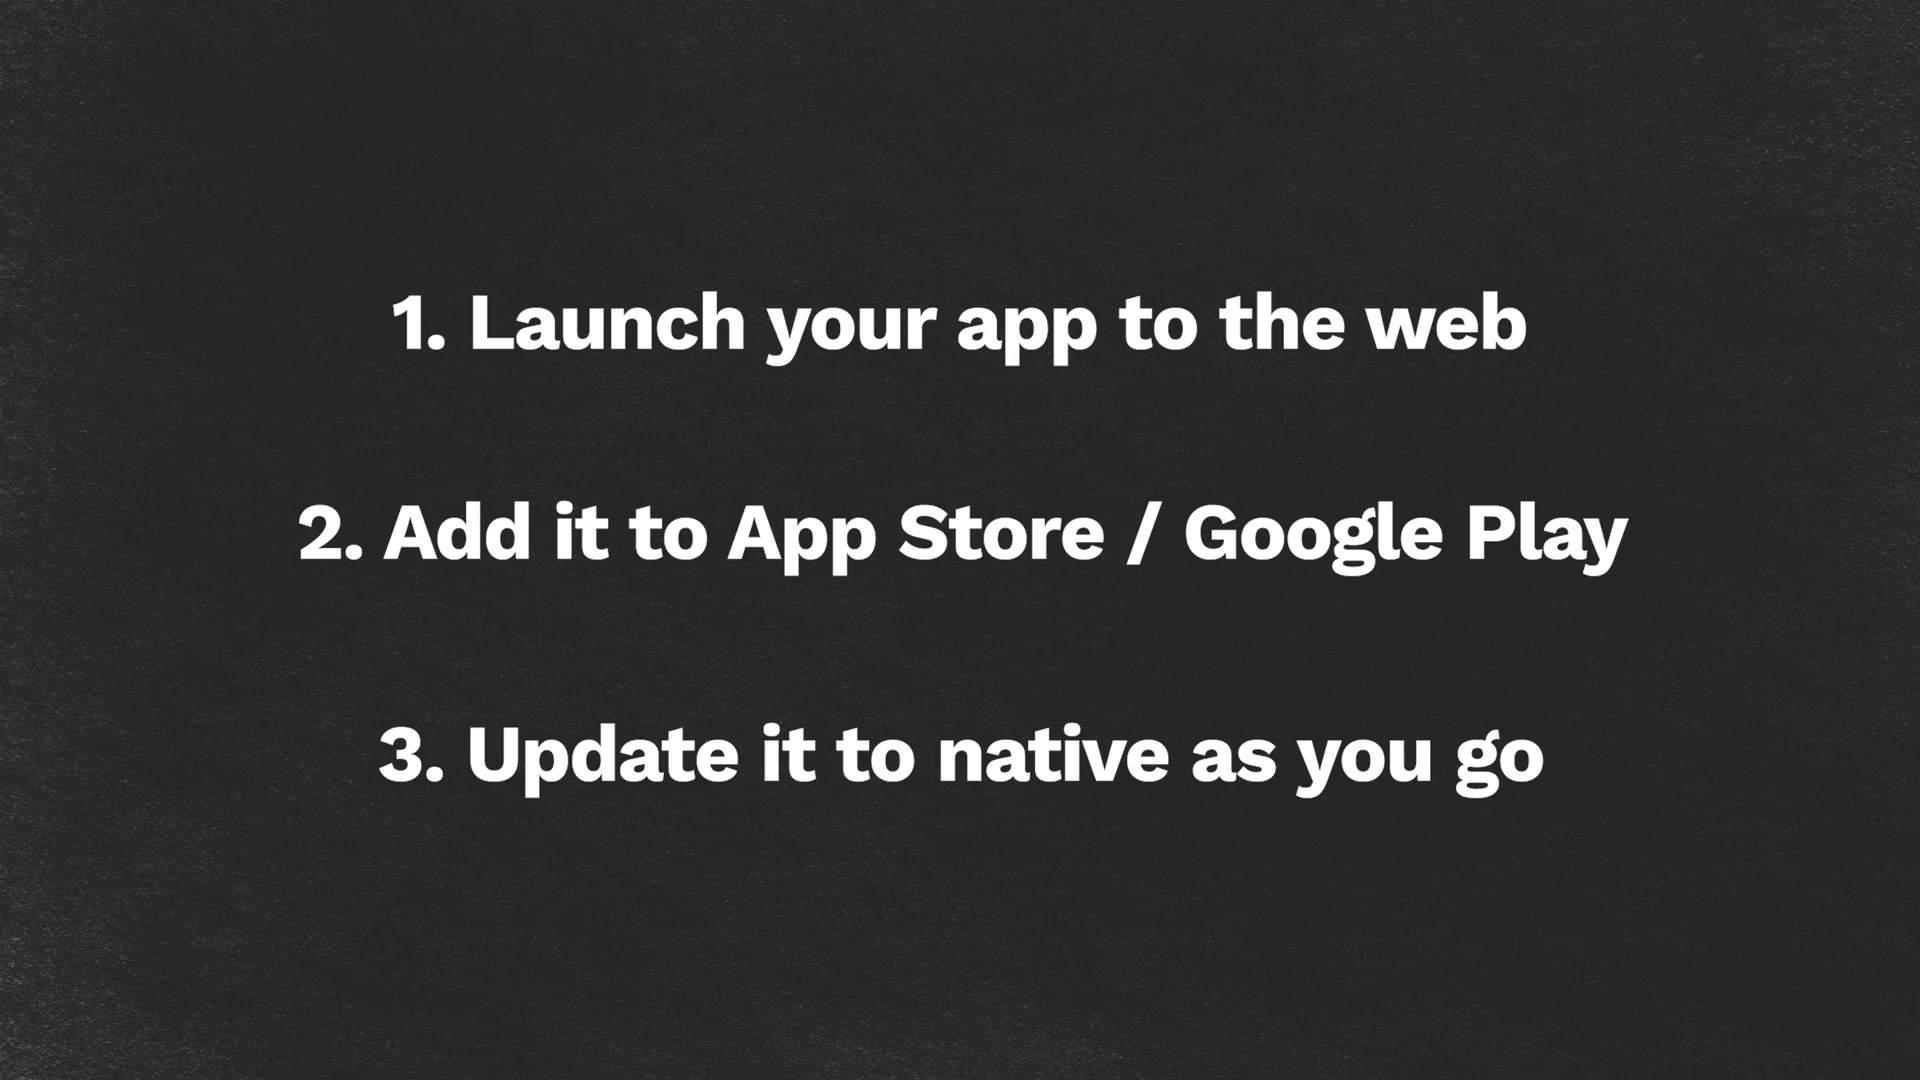 1. Launch your app to the web
2. Add it to App Store / Google Play
3. Update it to native as you go